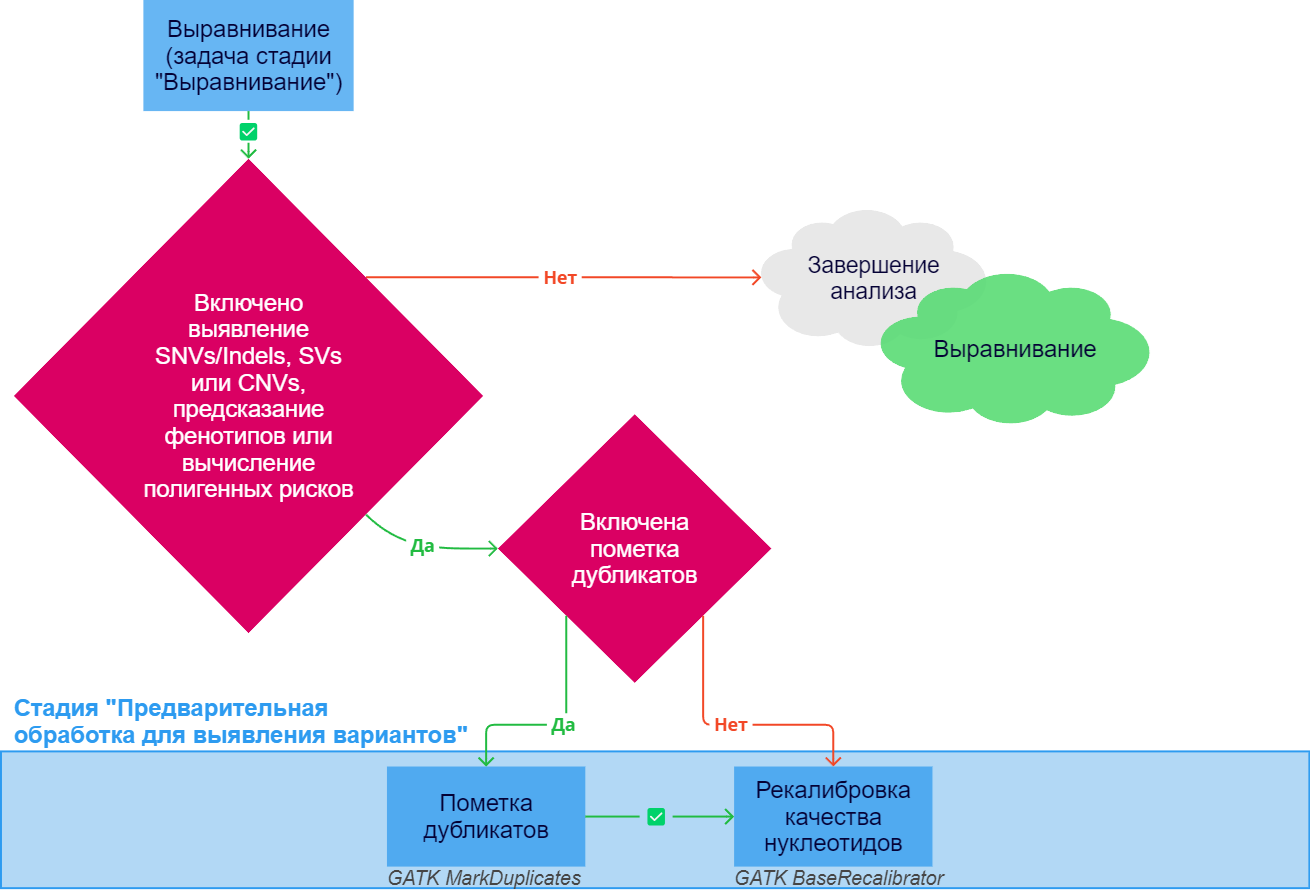 Выравнивание
(задача стадии
"Выравнивание")
Нет
Завершение
анализа
Выравнивание
Включено
выявление
SNVs/Indels, SVs
или CNVs,
предсказание
фенотипов или
вычисление
полигенных рисков
Да
Включена
пометка
дубликатов
Стадия "Предварительная
обработка для выявления вариантов"
Да
Нет
Пометка
дубликатов
Рекалибровка
качества
нуклеотидов
GATK MarkDuplicates
GATK BaseRecalibrator